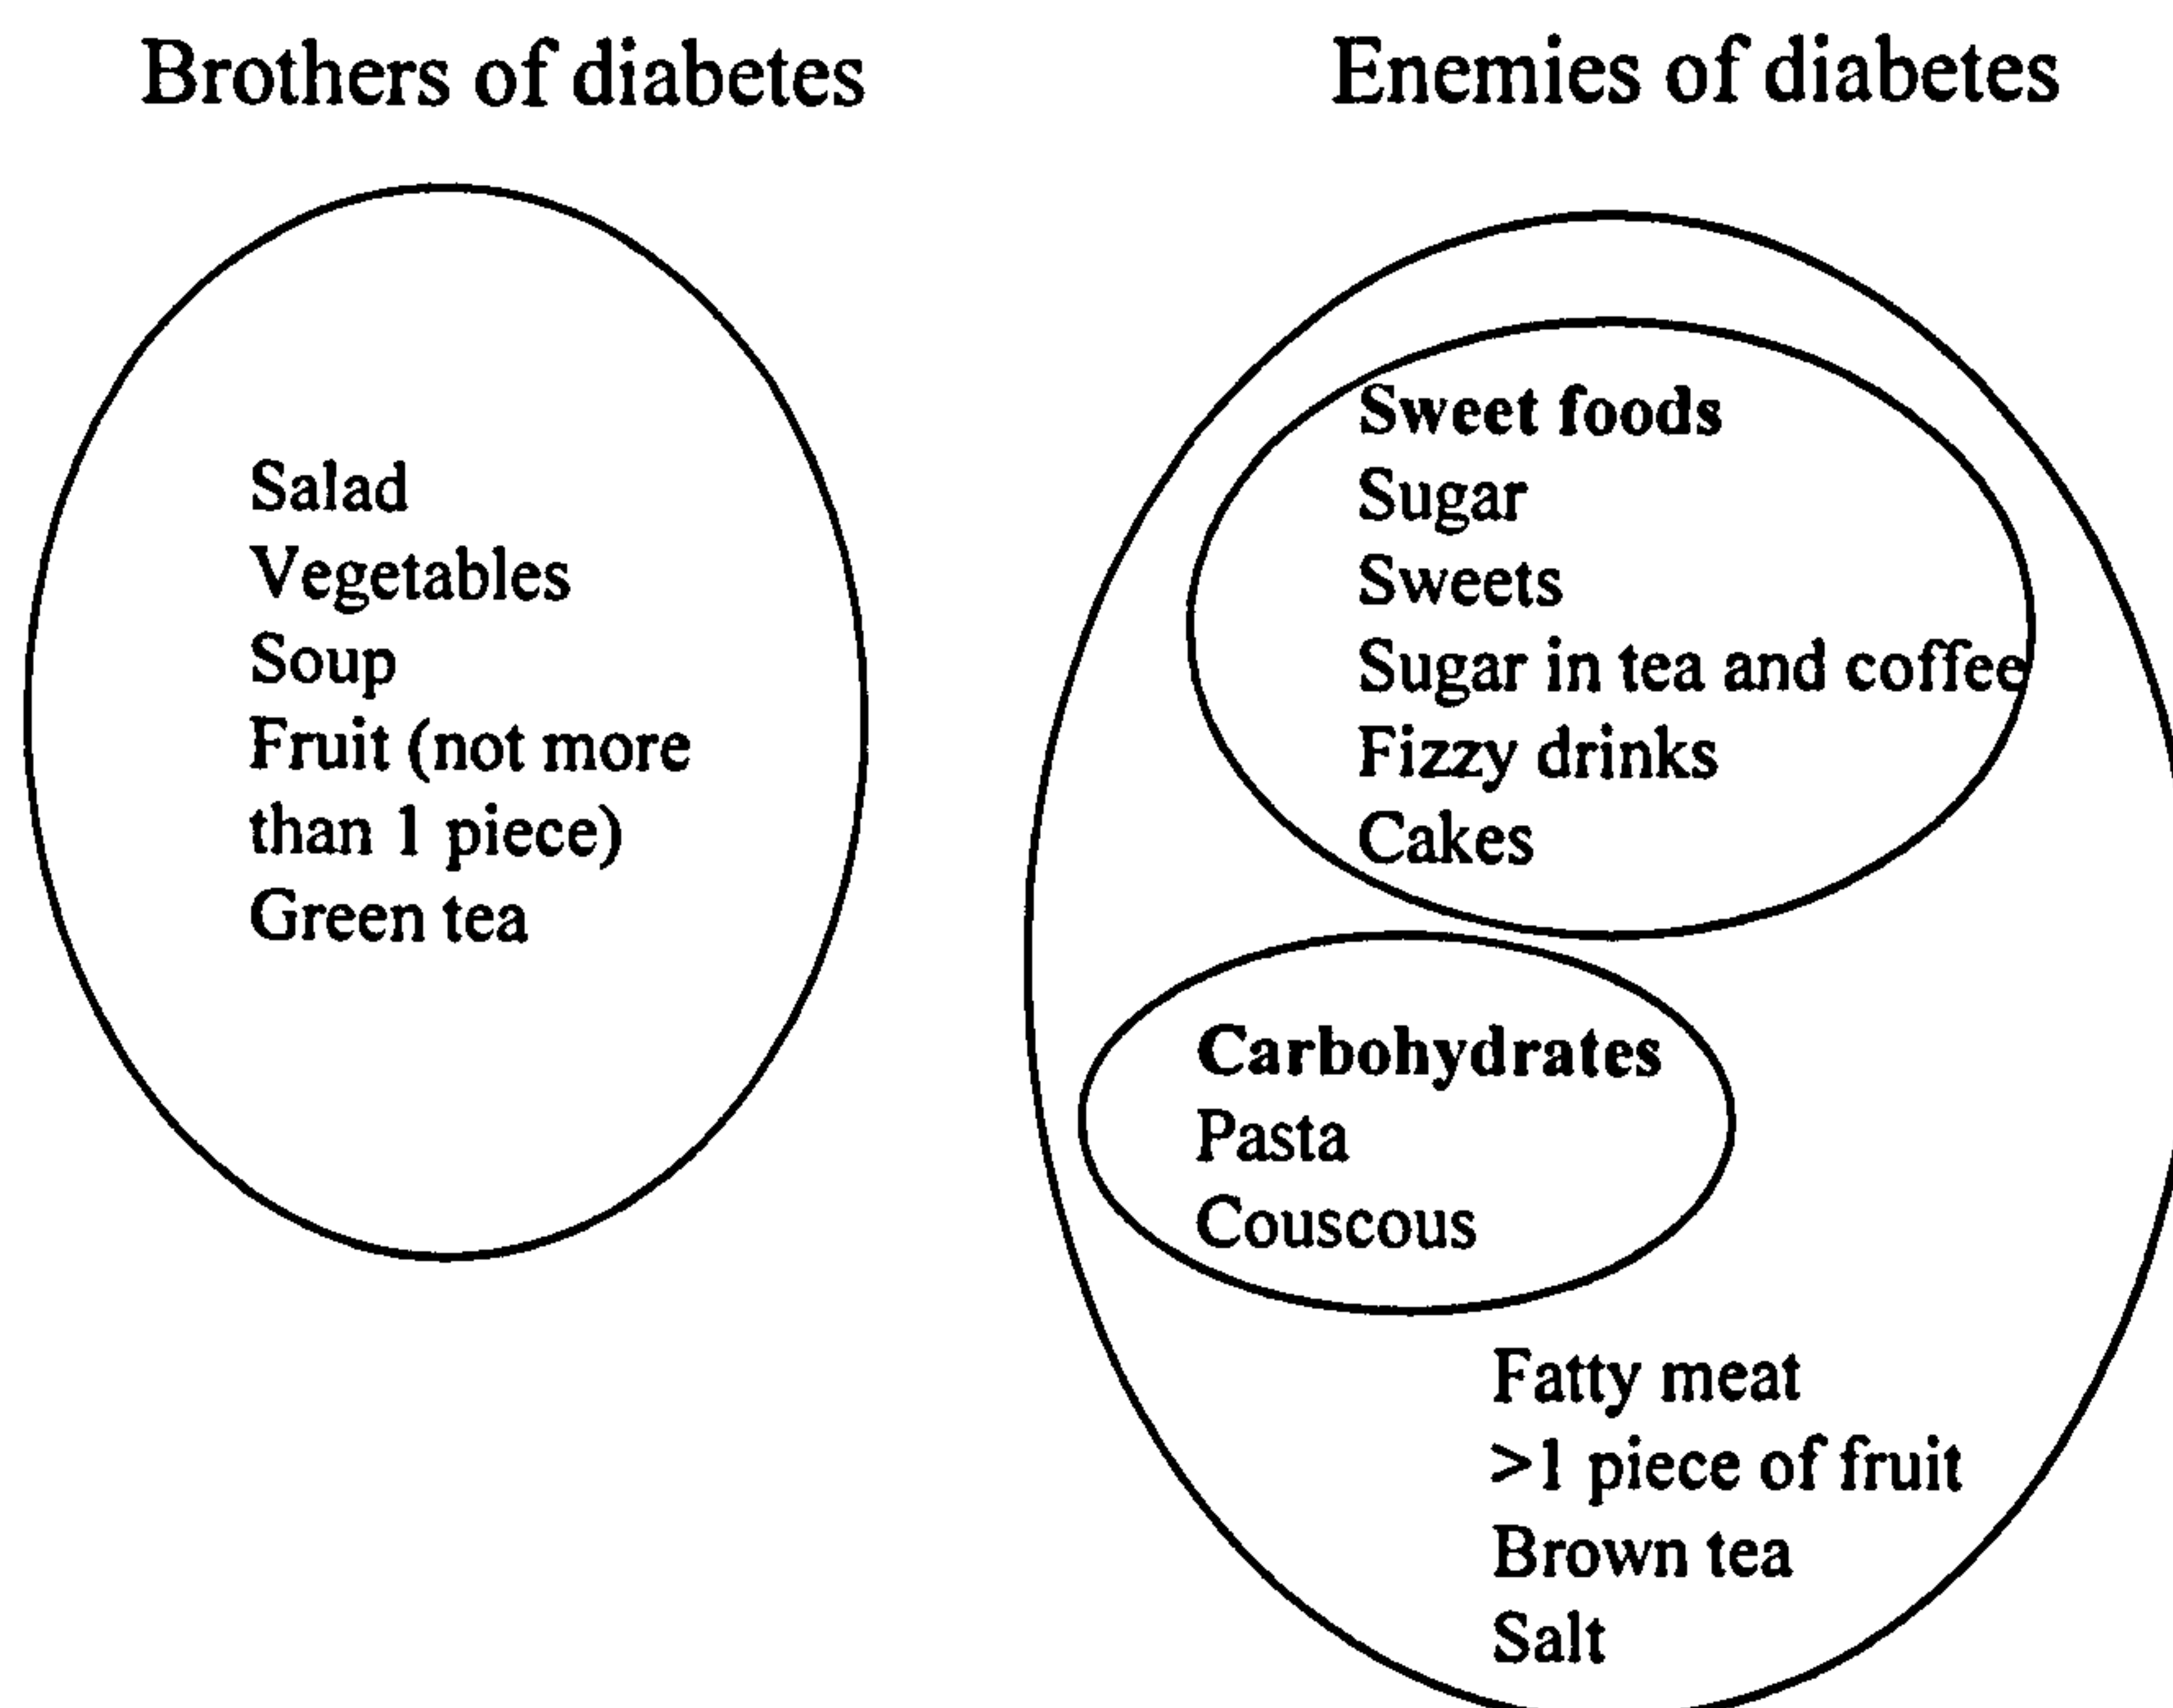 Brothers of diabetes
Salad
Vegetables
Soup
Fruit (not more
than 1 piece)
Green tea
Enemies of diabetes
Sweet foods
Sugar
Sweets
Sugar in tea and coffee
Fizzy drinks
Cakes
Carbohydrates
Pasta
Couscous
Fatty meat
>1 piece of fruit
Brown tea
Salt